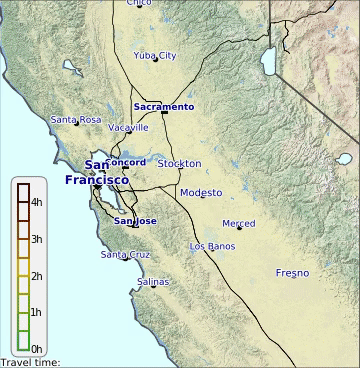 Chico
Yuba City
Sacramento
Santa Rosa
Vacaville
Concord
San
Francisco
Stockton
Modesto
San Jose
Merced
Los Banos
Santa Cruz
Fresno
Salinas
4h
3h
2h
1h
0h
Travel time: